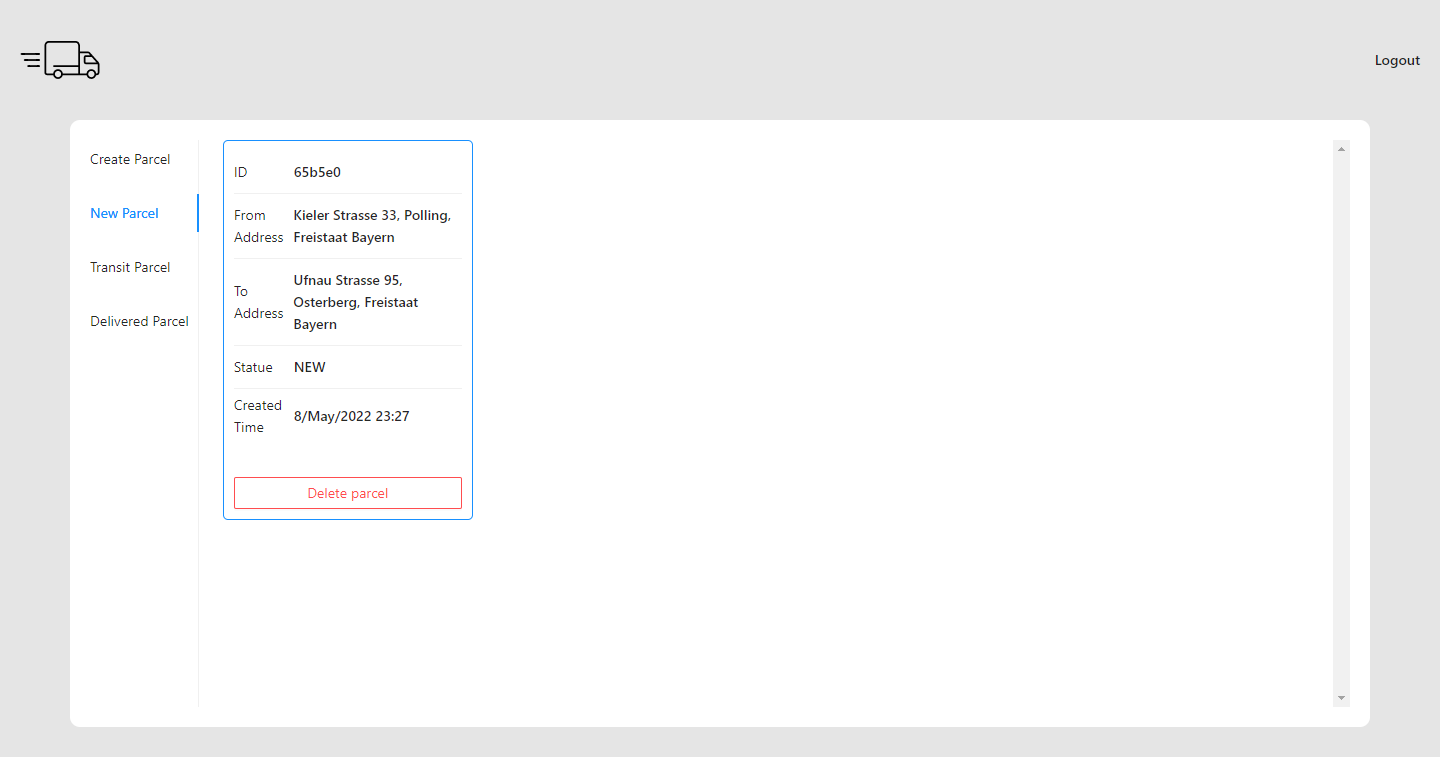 Logout
Create Parcel
New Parcel
Transit Parcel
Delivered Parcel
ID 65b5e0
From Address
Kieler Strasse 33, Polling,
Freistaat Bayern
To Address
Ufnau Strasse 95,
Osterberg, Freistaat
Bayern
Statue NEW
Created Time
8/May/2022 23:27
Delete parcel